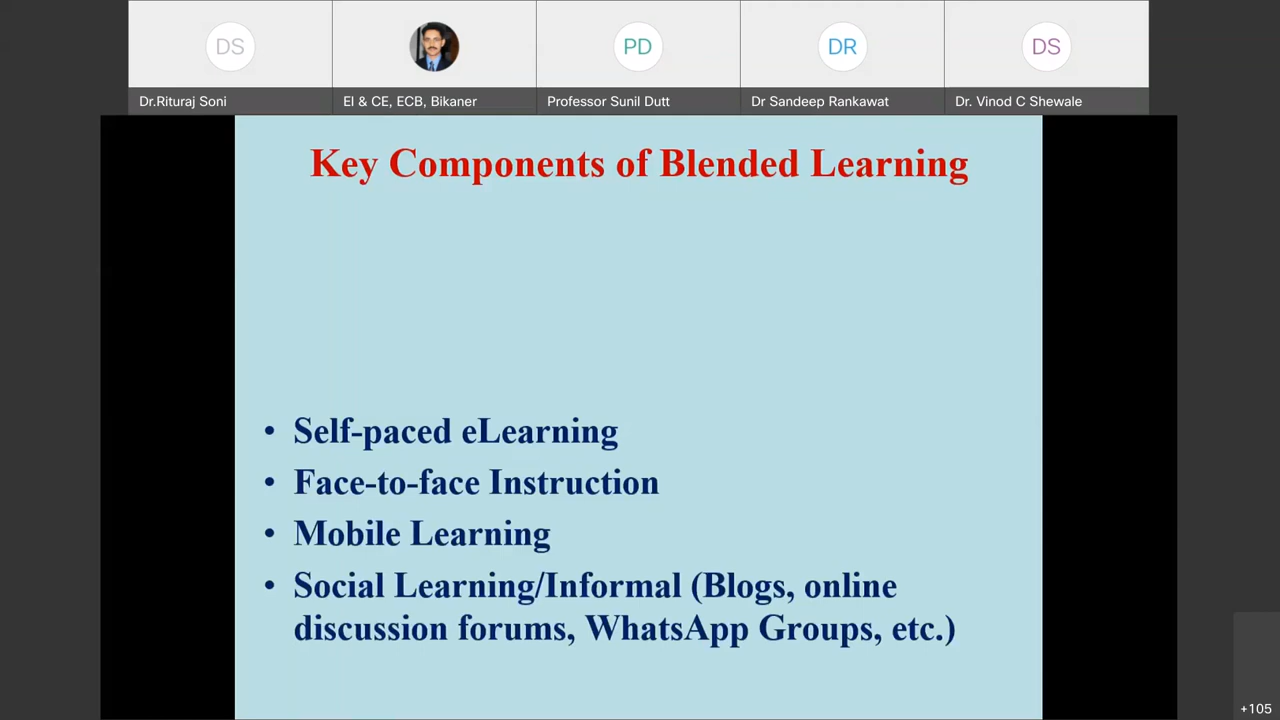 DS
PD
DR
DS
Dr.Rituraj Soni
EI & CE, ECB, Bikaner
Professor Sunil Dutt
Dr Sandeep Rankawat
Dr. Vinod C Shewale
Key Components of Blended Learning
• Self-paced eLearning
• Face-to-face Instruction
• Mobile Learning
• Social Learning/Informal (Blogs, online
discussion forums, WhatsApp Groups, etc.)
+105